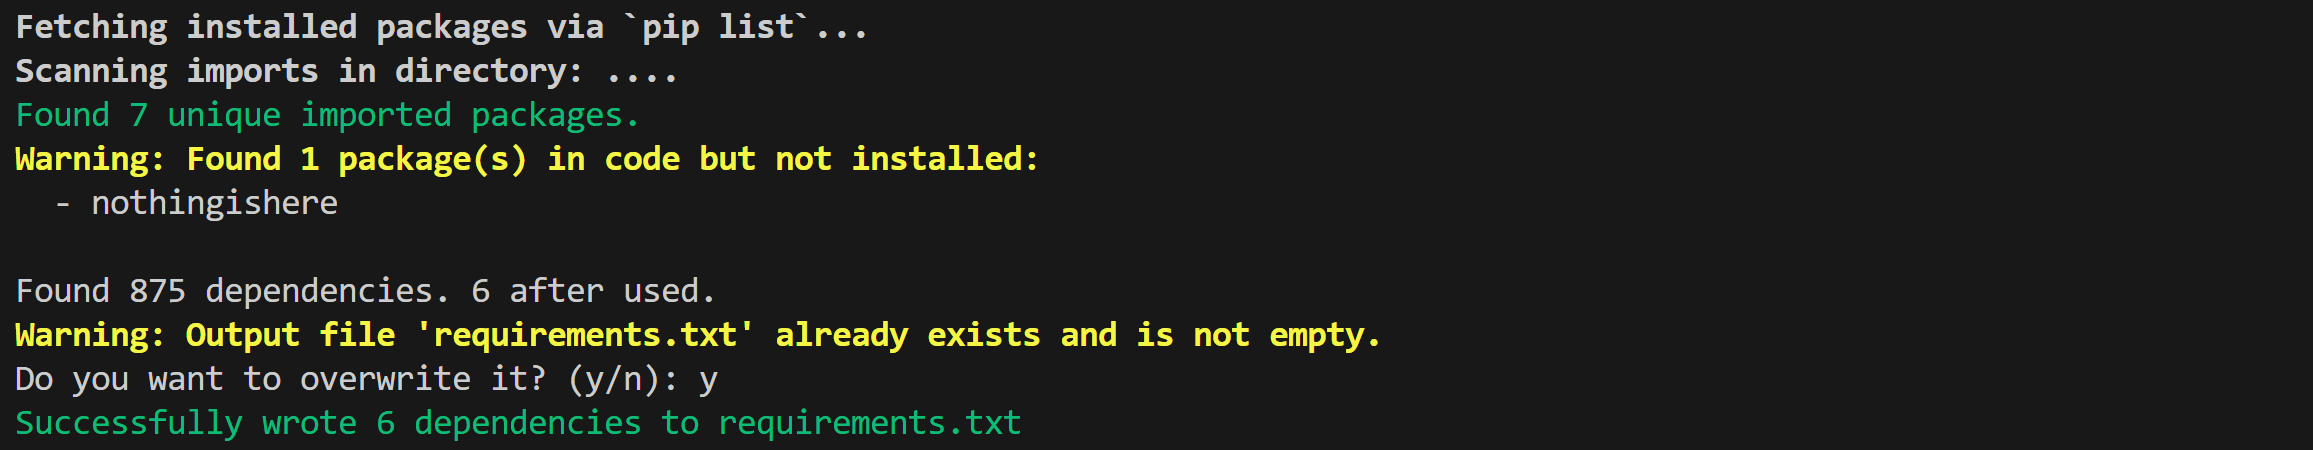 Fetching installed packages via `pip list`...
Scanning imports in directory: ....
Found 7 unique imported packages.
Warning: Found 1 package(s) in code but not installed:
  - nothingishere
Found 875 dependencies. 6 after used.
Warning: Output file 'requirements.txt' already exists and is not empty.
Do you want to overwrite it? (y/n): y
Successfully wrote 6 dependencies to requirements.txt